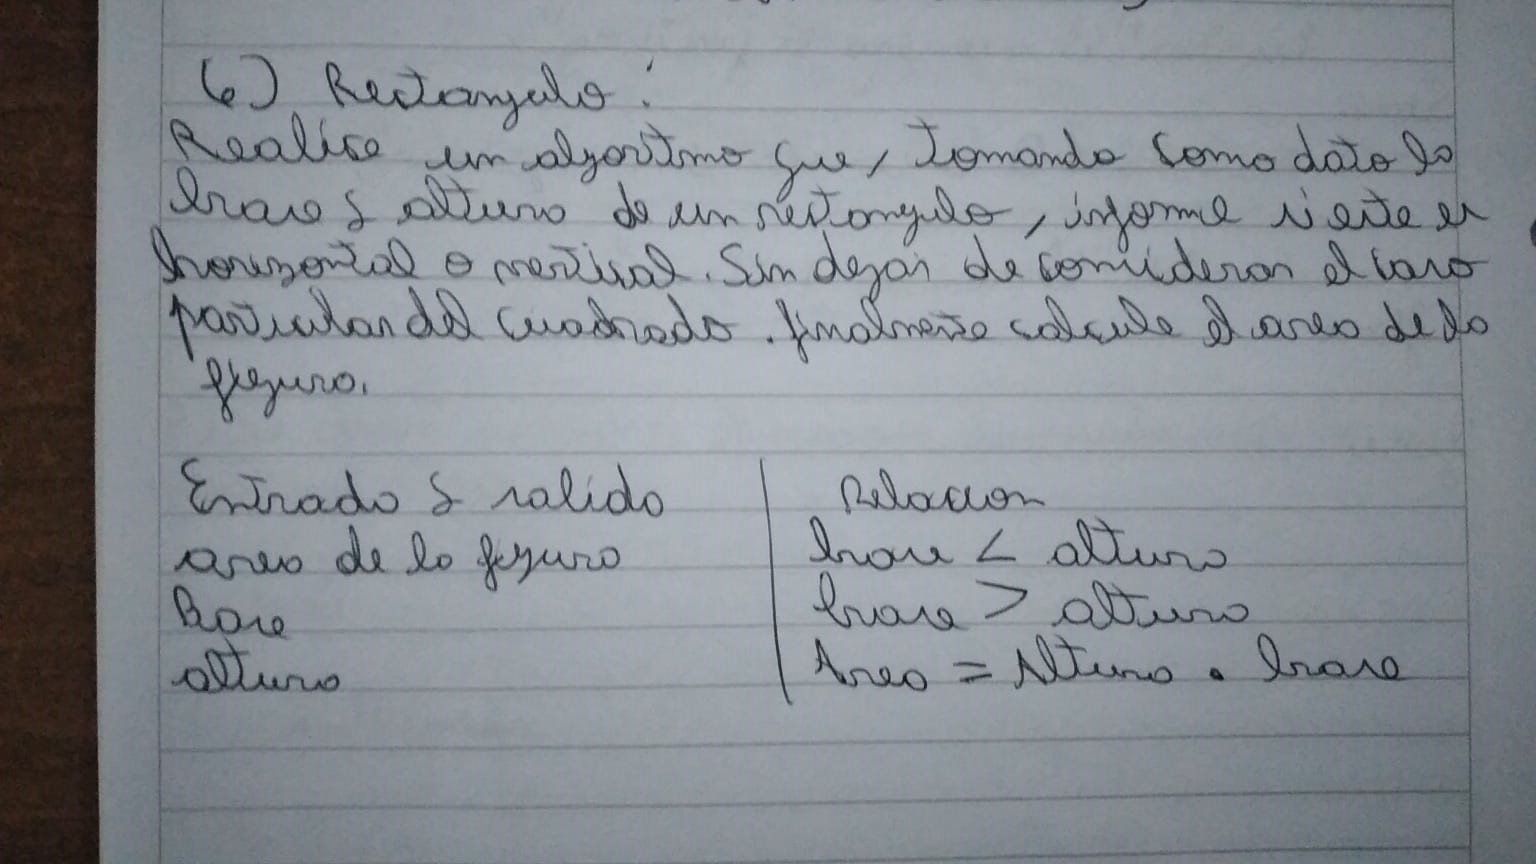 6) Rectangulo:
Realice un algoritmo que, tomando como dato la
base y altura de un rectangulo, informe si este es
horizontal o vertical. Sin dejar de considerar el caso
particular del cuadrado. finalmente calcule el area de la
figura.
Entrada y salida
Relacion
area de la figura
base < altura
Base
base > altura
altura
Area = Altura . base